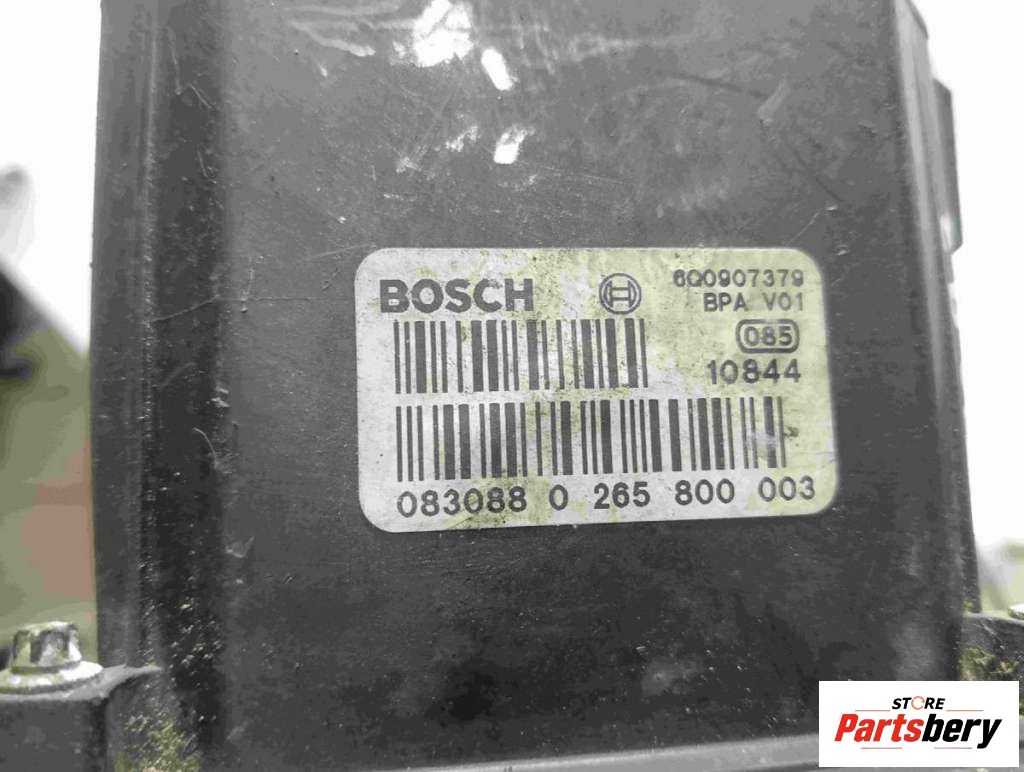 BOSCH
6Q0907379
BPA V01
085
10844
083088 0 265 800 003
STORE
Partsbery